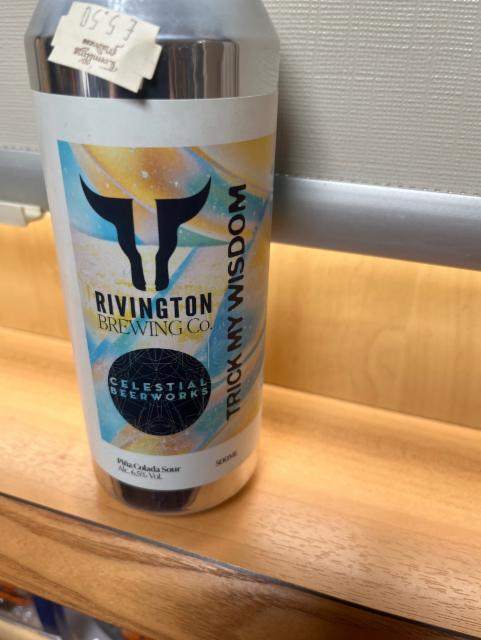 £5.50
RIVINGTON
BREWING Co.
CELESTIAL
BEERWORKS
TRICK MY WISDOM
Piña Colada Sour
Alc. 6.5% Vol.
500ML